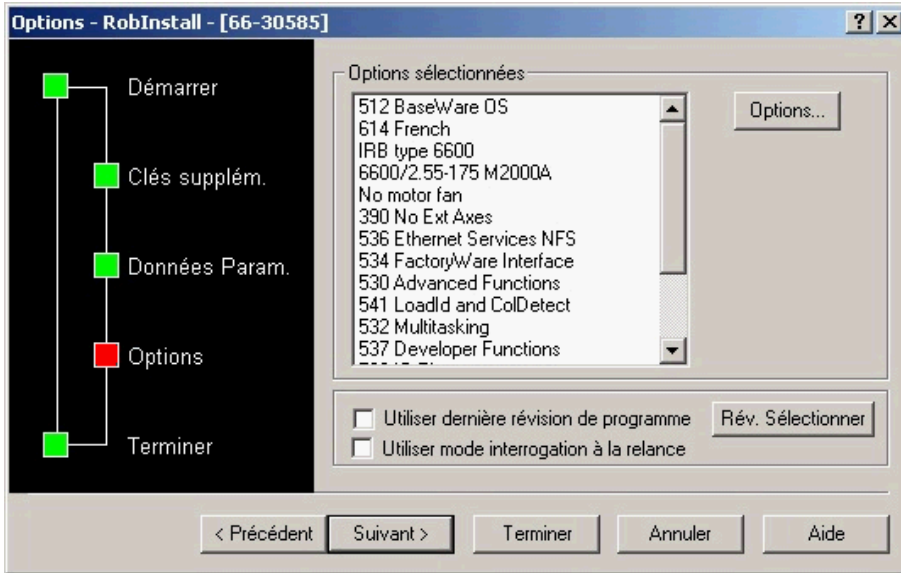 Options - RobInstall - [66-30585]
Démarrer
Clés supplém.
Données Param.
Options
Terminer
Options sélectionnées
512 BaseWare OS
614 French
IRB type 6600
6600/2.55-175 M2000A
No motor fan
390 No Ext Axes
536 Ethernet Services NFS
534 FactoryWare Interface
530 Advanced Functions
541 LoadId and ColDetect
532 Multitasking
537 Developer Functions
Options...
Utiliser dernière révision de programme
Rév. Sélectionner
Utiliser mode interrogation à la relance
< Précédent
Suivant >
Terminer
Annuler
Aide